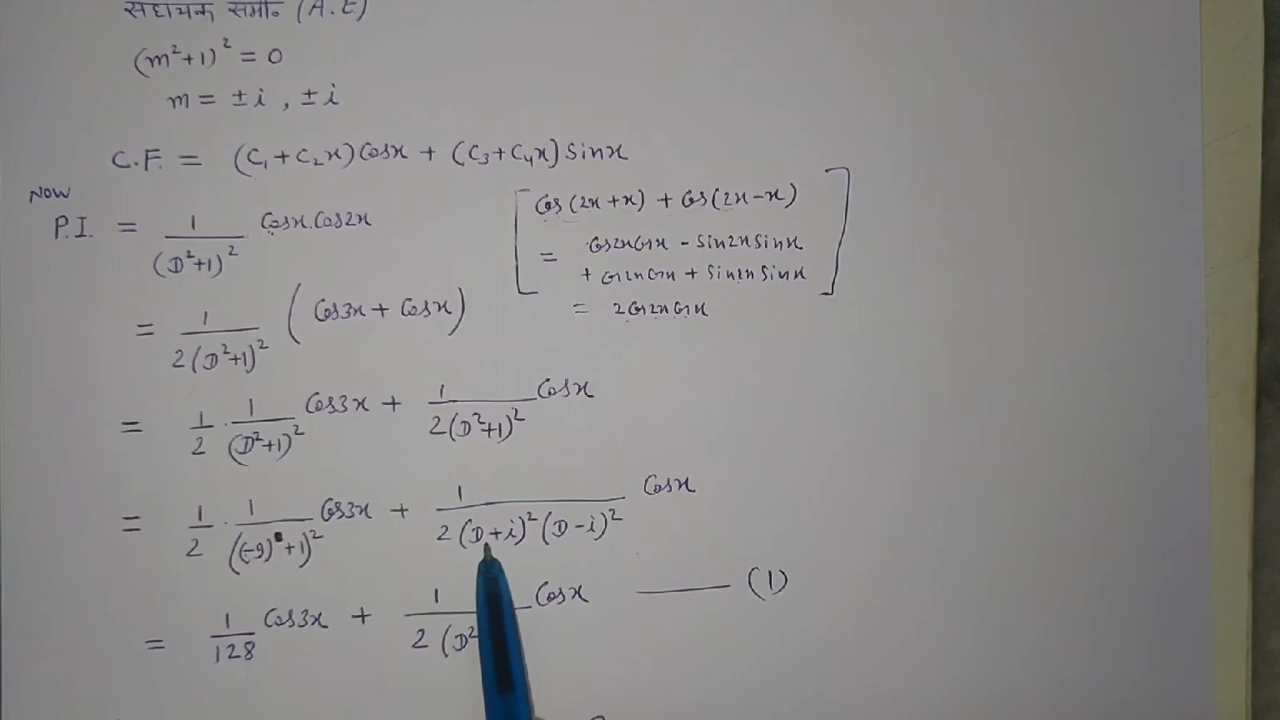 सहायक समी० (A.E)
(m²+1)² = 0
m = ±i , ±i
C.F. = (C₁+C₂x)Cosx + (C₃+C₄x)Sinx
Now
P.I. = 1/(D²+1)² Cosx.Cos2x
[Cos(2x+x) + Cos(2x-x)
= Cos2xCosx - Sin2xSinx
+ Cos2xCosx + Sin2xSinx]
= 2Cos2xCosx
= 1/2(D²+1)² (Cos3x + Cosx)
= 1/2 · 1/(D²+1)² Cos3x + 1/2(D²+1)² Cosx
= 1/2 · 1/((-9)+1)² Cos3x + 1/2(D+i)²(D-i)² Cosx
= 1/128 Cos3x + 1/2(D² Cosx —— (1)